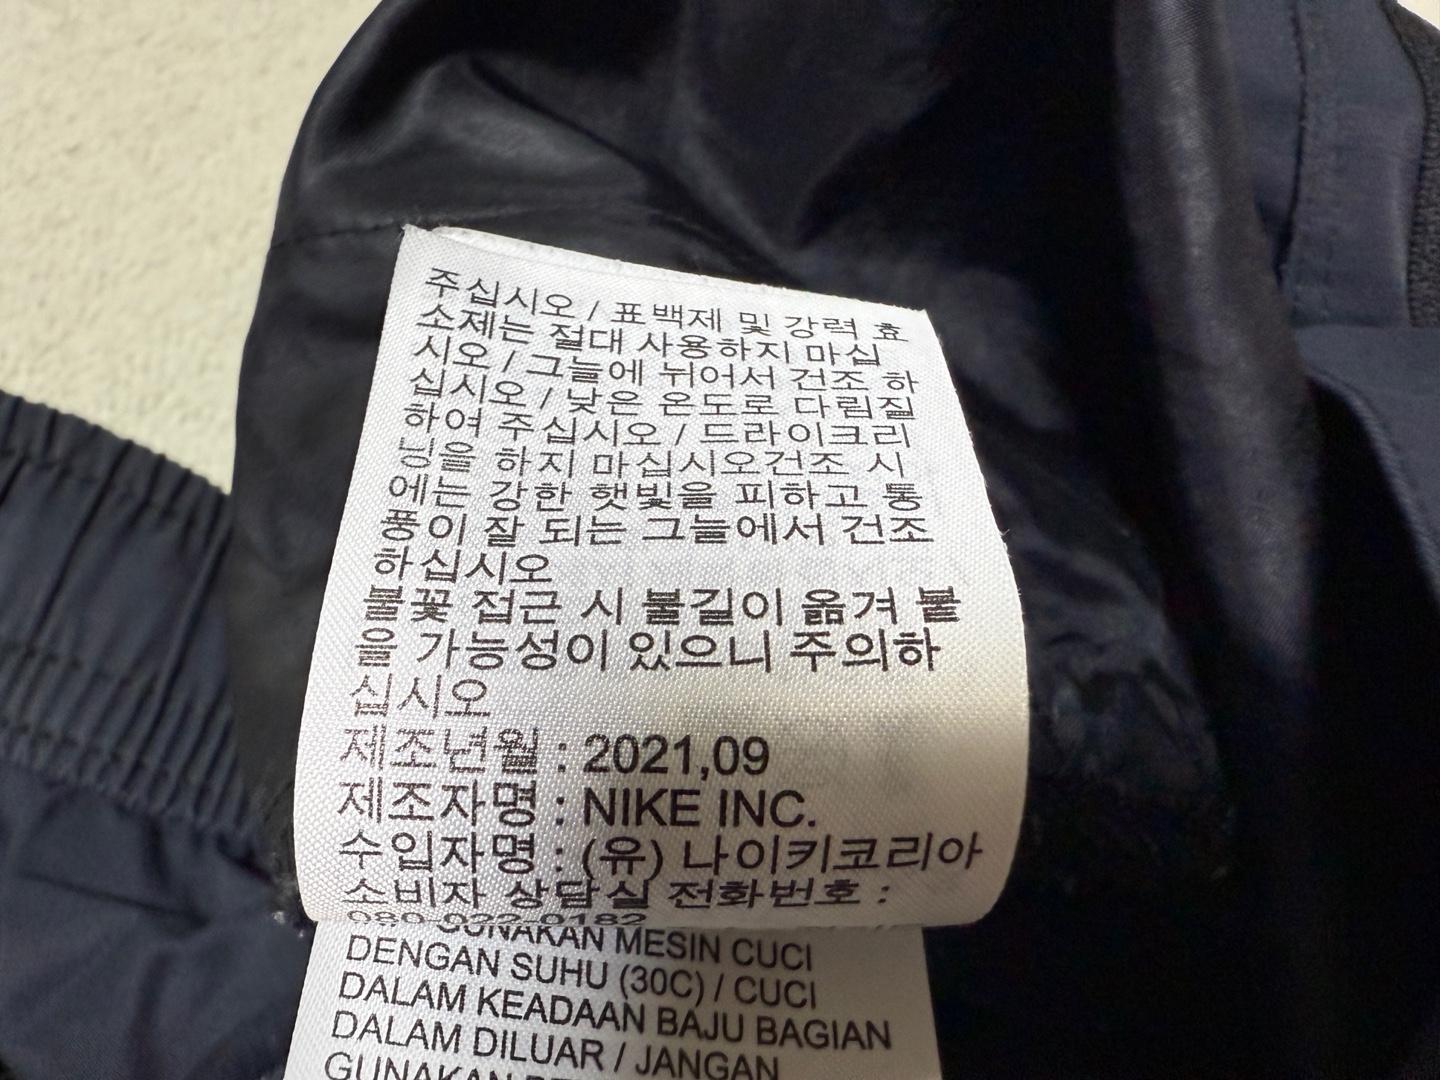 주십시오 / 표백제 및 강력 효
소제는 절대 사용하지 마십
시오 / 그늘에 뉘어서 건조 하
십시오 / 낮은 온도로 다림질
하여 주십시오 / 드라이크리
닝을 하지 마십시오건조 시
에는 강한 햇빛을 피하고 통
풍이 잘 되는 그늘에서 건조
하십시오
불꽃 접근 시 불길이 옮겨 붙
을 가능성이 있으니 주의하
십시오
제조년월 : 2021,09
제조자명 : NIKE INC.
수입자명 : (유) 나이키코리아
소비자 상담실 전화번호 :
080-022-0182
GUNAKAN MESIN CUCI
DENGAN SUHU (30C) / CUCI
DALAM KEADAAN BAJU BAGIAN
DALAM DILUAR / JANGAN
GUNAKAN